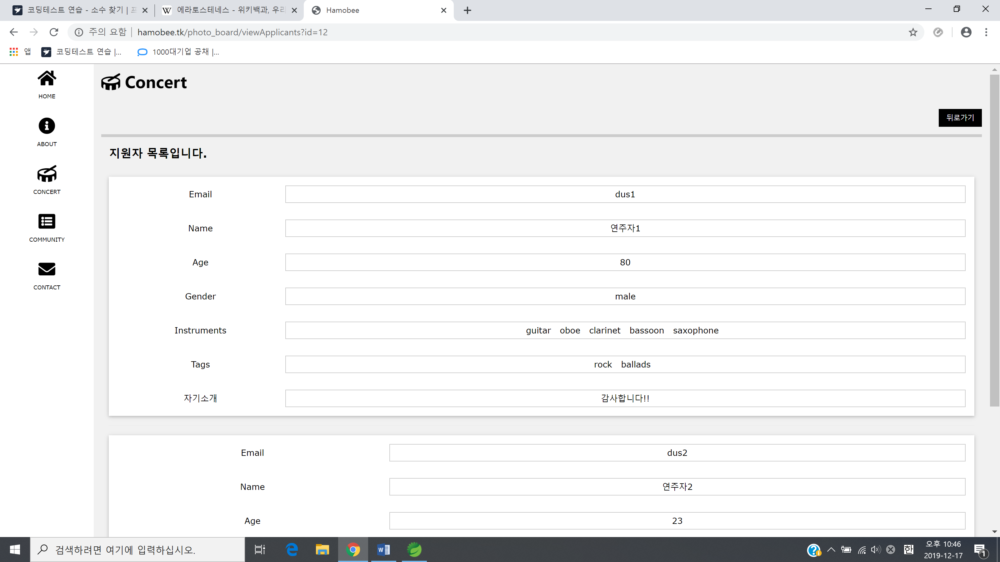 코딩테스트 연습 - 소수 찾기 |
에라토스테네스 - 위키백과, 우리
Hamobee
주의 요함 | hamobee.tk/photo_board/viewApplicants?id=12
앱 코딩테스트 연습 |... 1000대기업 공채 |...
HOME
ABOUT
CONCERT
COMMUNITY
CONTACT
Concert
뒤로가기
지원자 목록입니다.
Email dus1
Name 연주자1
Age 80
Gender male
Instruments guitar oboe clarinet bassoon saxophone
Tags rock ballads
자기소개 감사합니다!!
Email dus2
Name 연주자2
Age 23
검색하려면 여기에 입력하십시오.
한
오후 10:46
2019-12-17
1